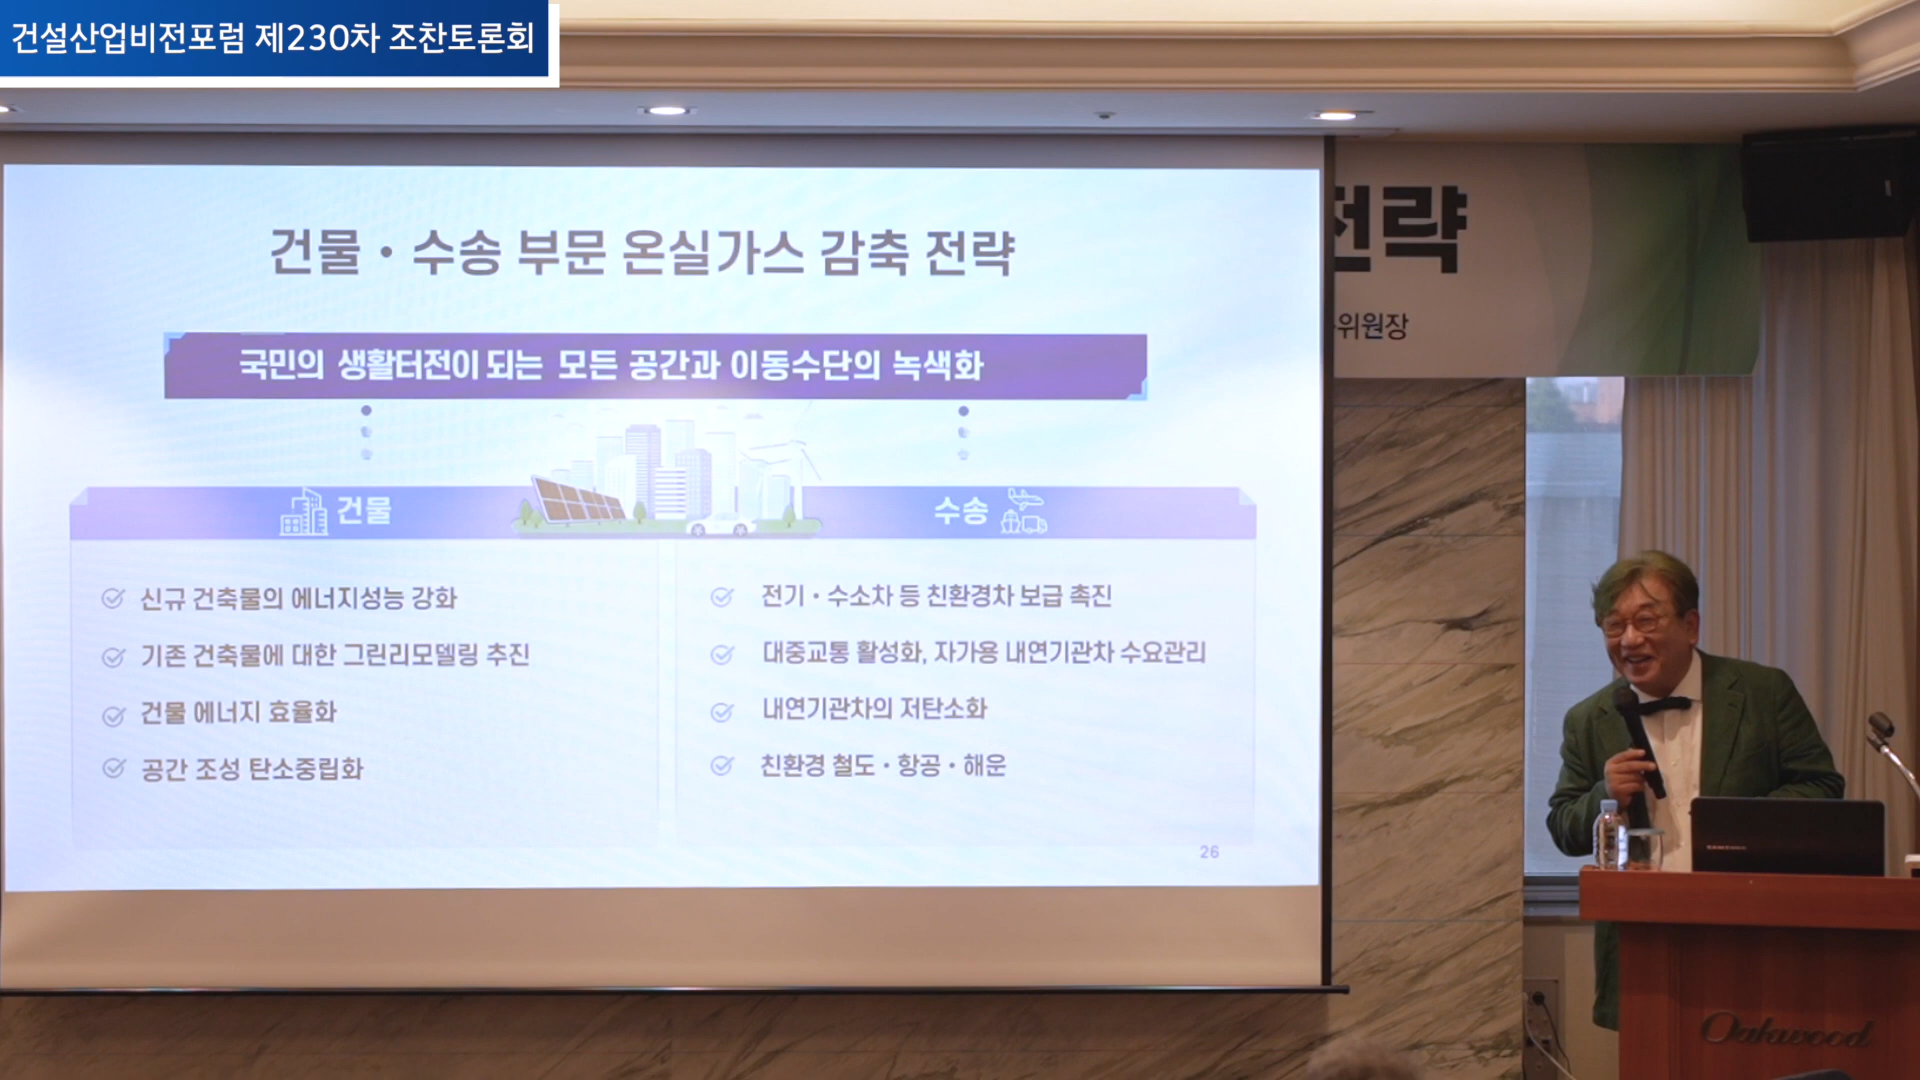 건설산업비전포럼 제230차 조찬토론회
전략
위원장
건물・수송 부문 온실가스 감축 전략
국민의 생활터전이 되는 모든 공간과 이동수단의 녹색화
건물
신규 건축물의 에너지성능 강화
기존 건축물에 대한 그린리모델링 추진
건물 에너지 효율화
공간 조성 탄소중립화
수송
전기・수소차 등 친환경차 보급 촉진
대중교통 활성화, 자가용 내연기관차 수요관리
내연기관차의 저탄소화
친환경 철도・항공・해운
26
Oakwood